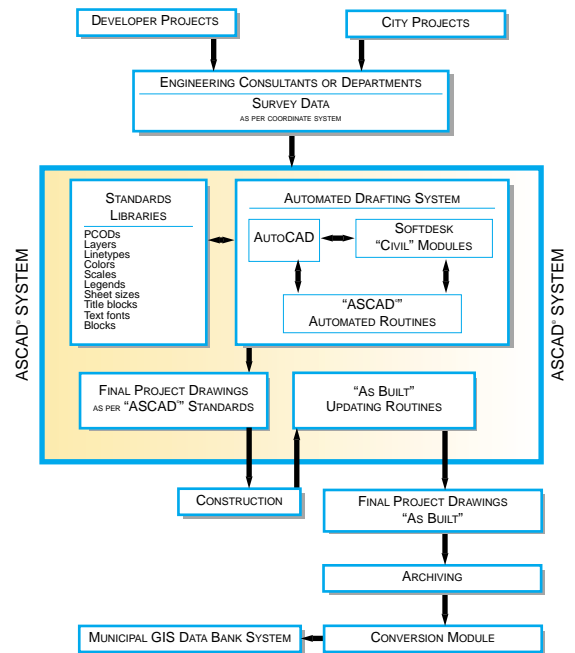 Developer Projects
City Projects
Engineering Consultants or Departments
Survey Data
as per coordinate system
ASCAD® SYSTEM
Standards
Libraries
PCODs
Layers
Linetypes
Colors
Scales
Legends
Sheet sizes
Title blocks
Text fonts
Blocks
Automated Drafting System
AutoCAD
Softdesk
"Civil" Modules
"ASCAD®"
Automated Routines
ASCAD® SYSTEM
Final Project Drawings
as per "ASCAD®" Standards
"As Built"
Updating Routines
Construction
Final Project Drawings
"As Built"
Archiving
Municipal GIS Data Bank System
Conversion Module